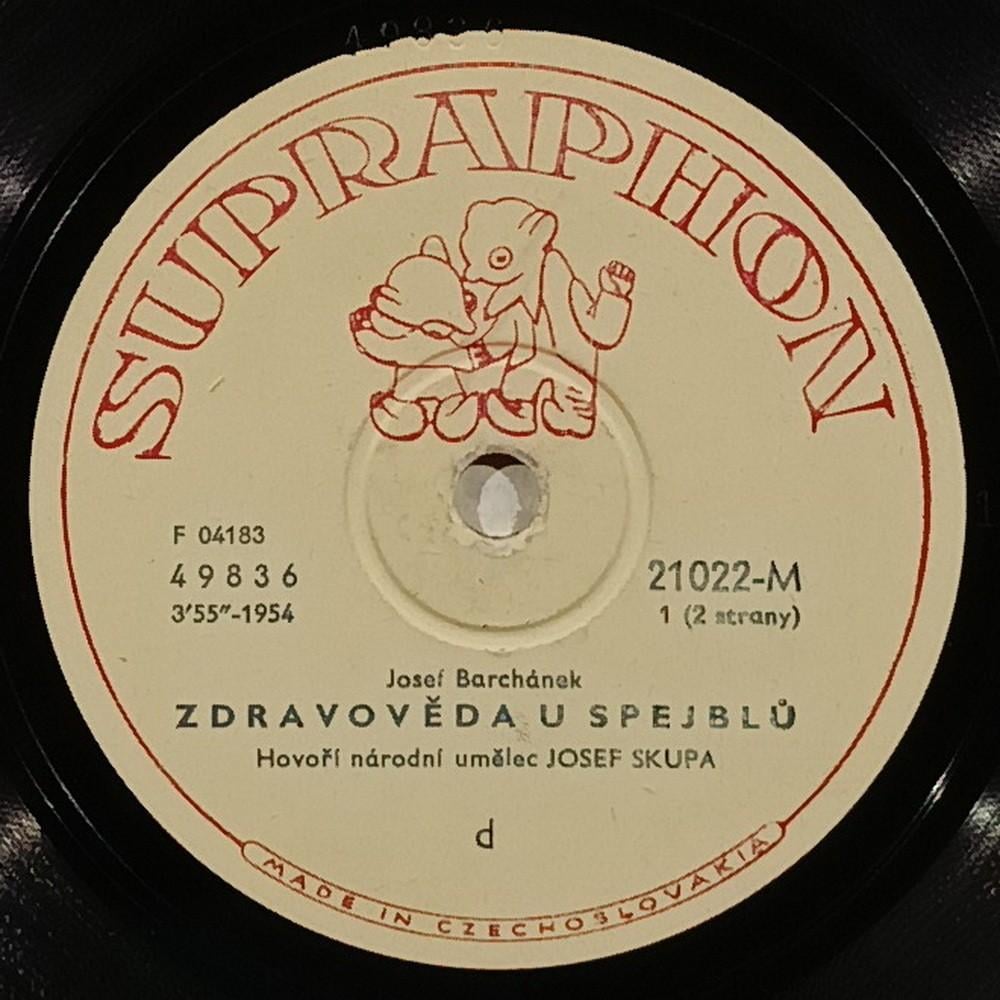 49836
SUPRAPHON
F 04183
49836
3′55″-1954
21022-M
1 (2 strany)
Josef Barchánek
ZDRAVOVĚDA U SPEJBLŮ
Hovoří národní umělec JOSEF SKUPA
d
MADE IN CZECHOSLOVAKIA